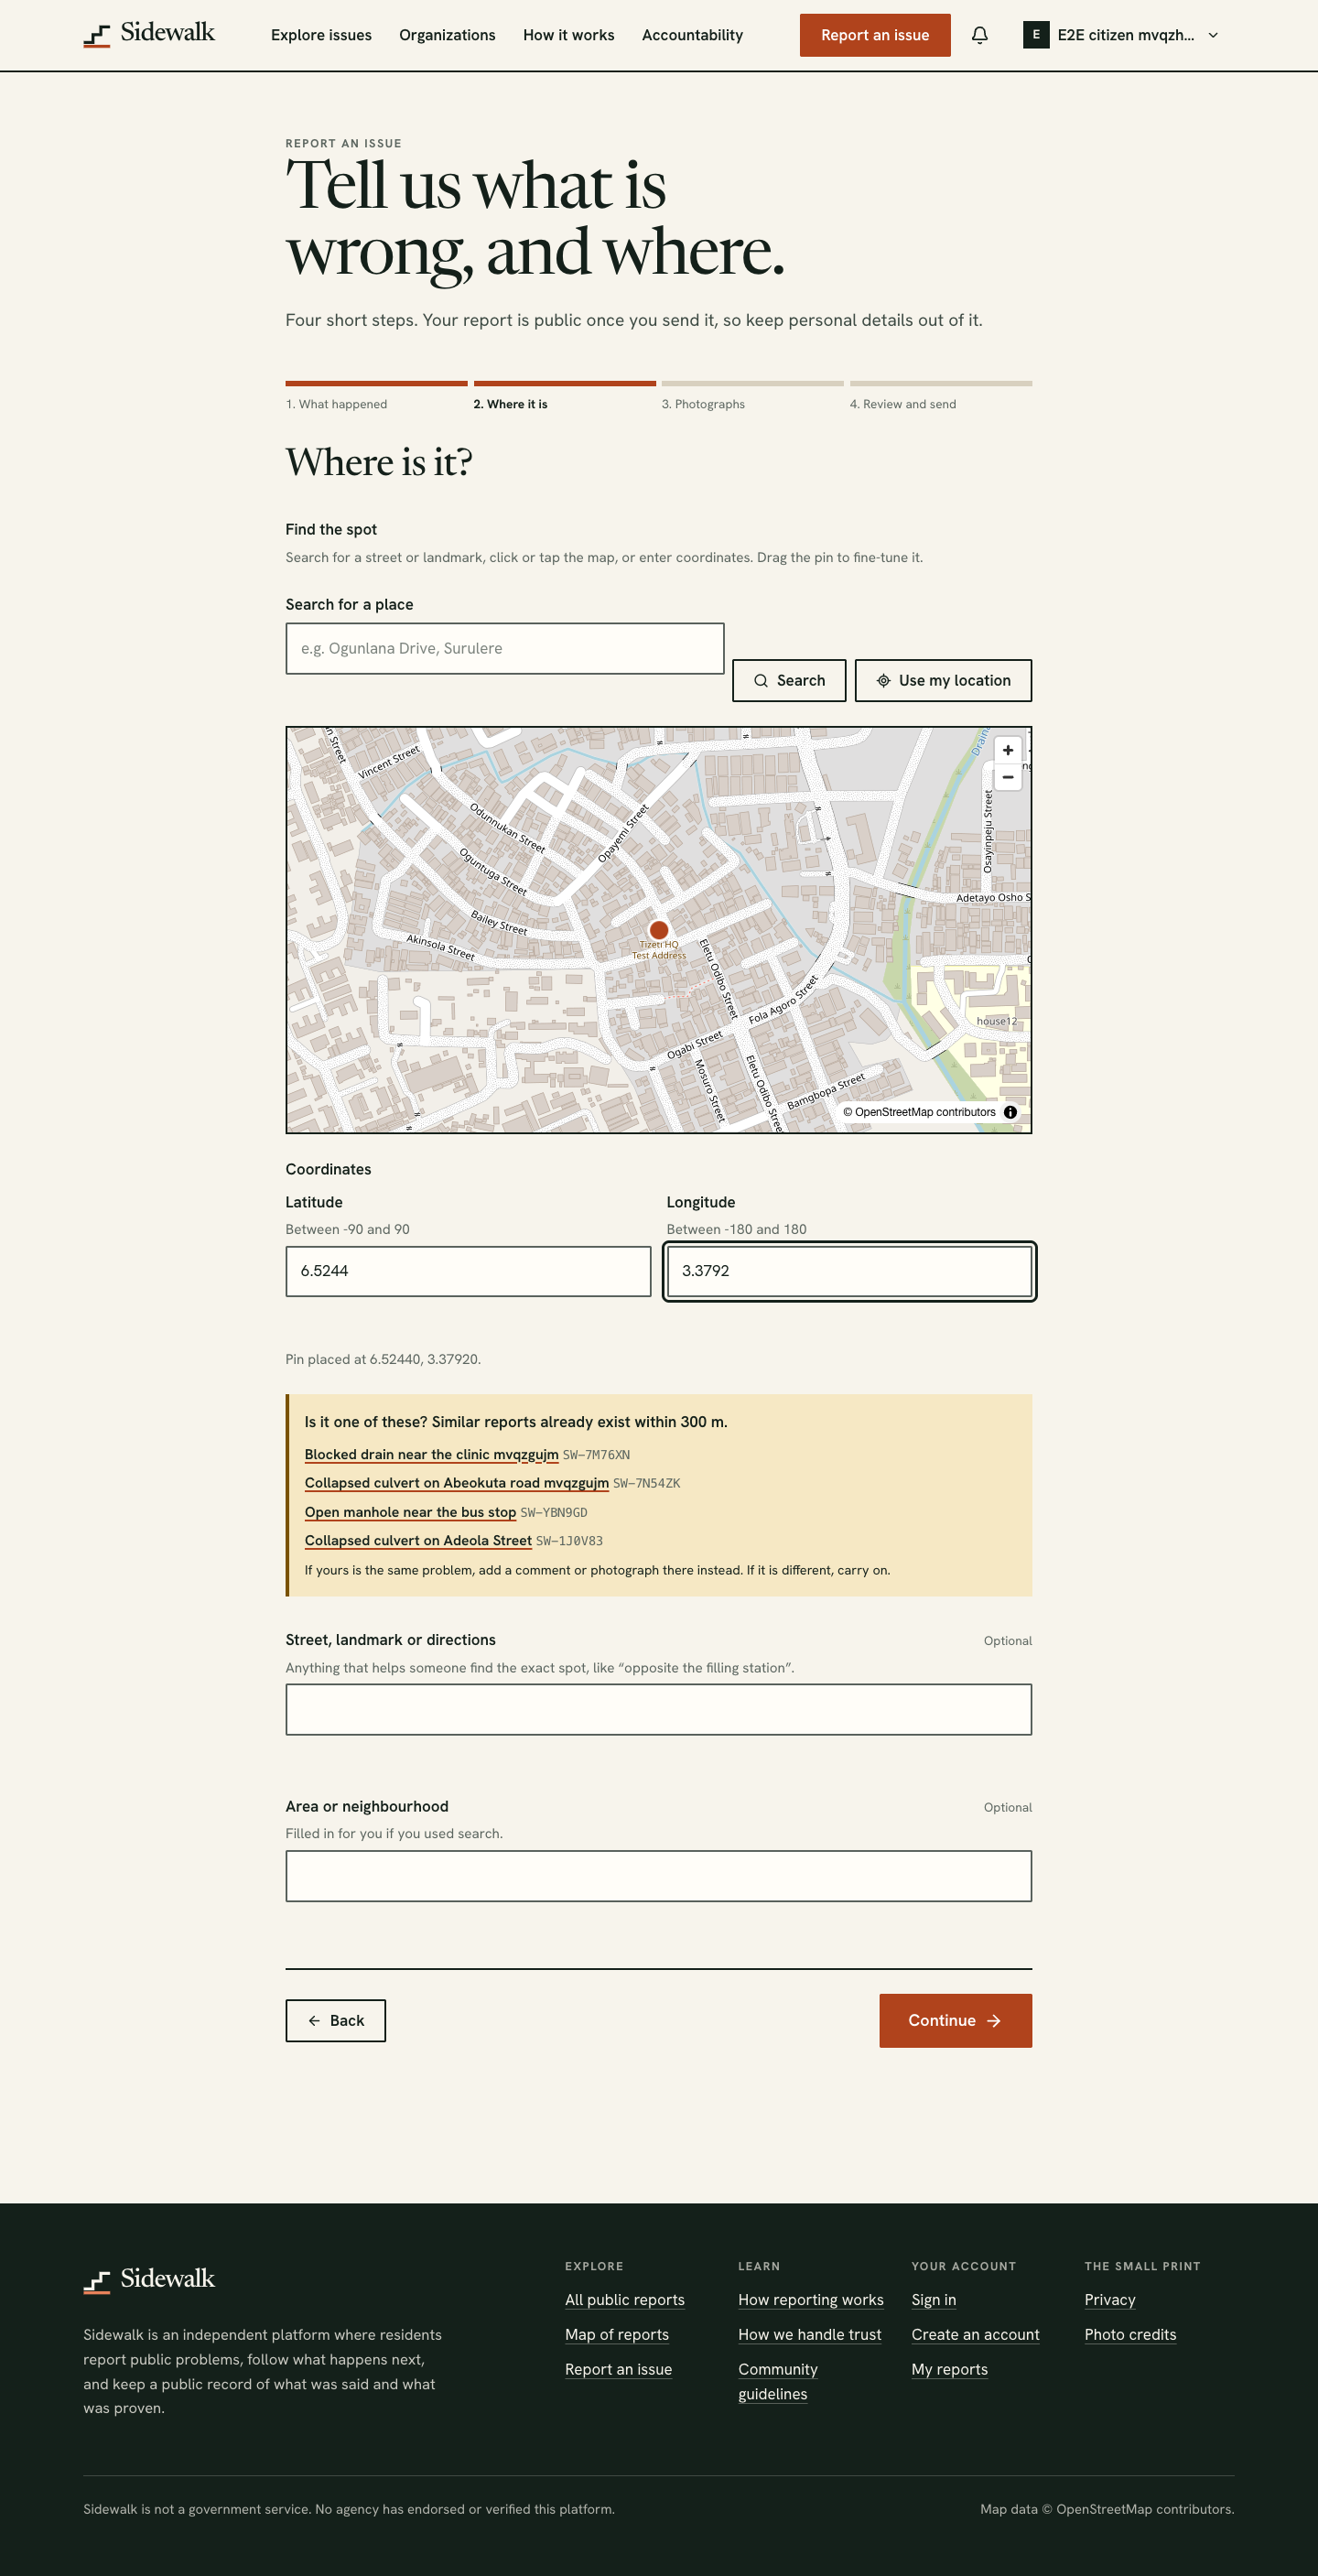 Sidewalk
Explore issues
Organizations
How it works
Accountability
Report an issue
E
E2E citizen mvqzh...
REPORT AN ISSUE
Tell us what is
wrong, and where.
Four short steps. Your report is public once you send it, so keep personal details out of it.
1. What happened
2. Where it is
3. Photographs
4. Review and send
Where is it?
Find the spot
Search for a street or landmark, click or tap the map, or enter coordinates. Drag the pin to fine-tune it.
Search for a place
e.g. Ogunlana Drive, Surulere
Search
Use my location
Vincent Street
Odunnukan Street
Opayemi Street
Oguntuga Street
Bailey Street
Akinsola Street
Tizeti HQ
Test Address
Eletu Odibo Street
Fola Agoro Street
Ogabi Street
Mosuro Street
Eletu Odibo Street
Bamgbopa Street
Osayinpeju Street
Adetayo Osho S
house12
© OpenStreetMap contributors
Coordinates
Latitude
Between -90 and 90
6.5244
Longitude
Between -180 and 180
3.3792
Pin placed at 6.52440, 3.37920.
Is it one of these? Similar reports already exist within 300 m.
Blocked drain near the clinic mvqzgujm SW-7M76XN
Collapsed culvert on Abeokuta road mvqzgujm SW-7N54ZK
Open manhole near the bus stop SW-YBN9GD
Collapsed culvert on Adeola Street SW-1J0V83
If yours is the same problem, add a comment or photograph there instead. If it is different, carry on.
Street, landmark or directions
Optional
Anything that helps someone find the exact spot, like “opposite the filling station”.
Area or neighbourhood
Optional
Filled in for you if you used search.
Back
Continue
Sidewalk
Sidewalk is an independent platform where residents
report public problems, follow what happens next,
and keep a public record of what was said and what
was proven.
EXPLORE
All public reports
Map of reports
Report an issue
LEARN
How reporting works
How we handle trust
Community
guidelines
YOUR ACCOUNT
Sign in
Create an account
My reports
THE SMALL PRINT
Privacy
Photo credits
Sidewalk is not a government service. No agency has endorsed or verified this platform.
Map data © OpenStreetMap contributors.